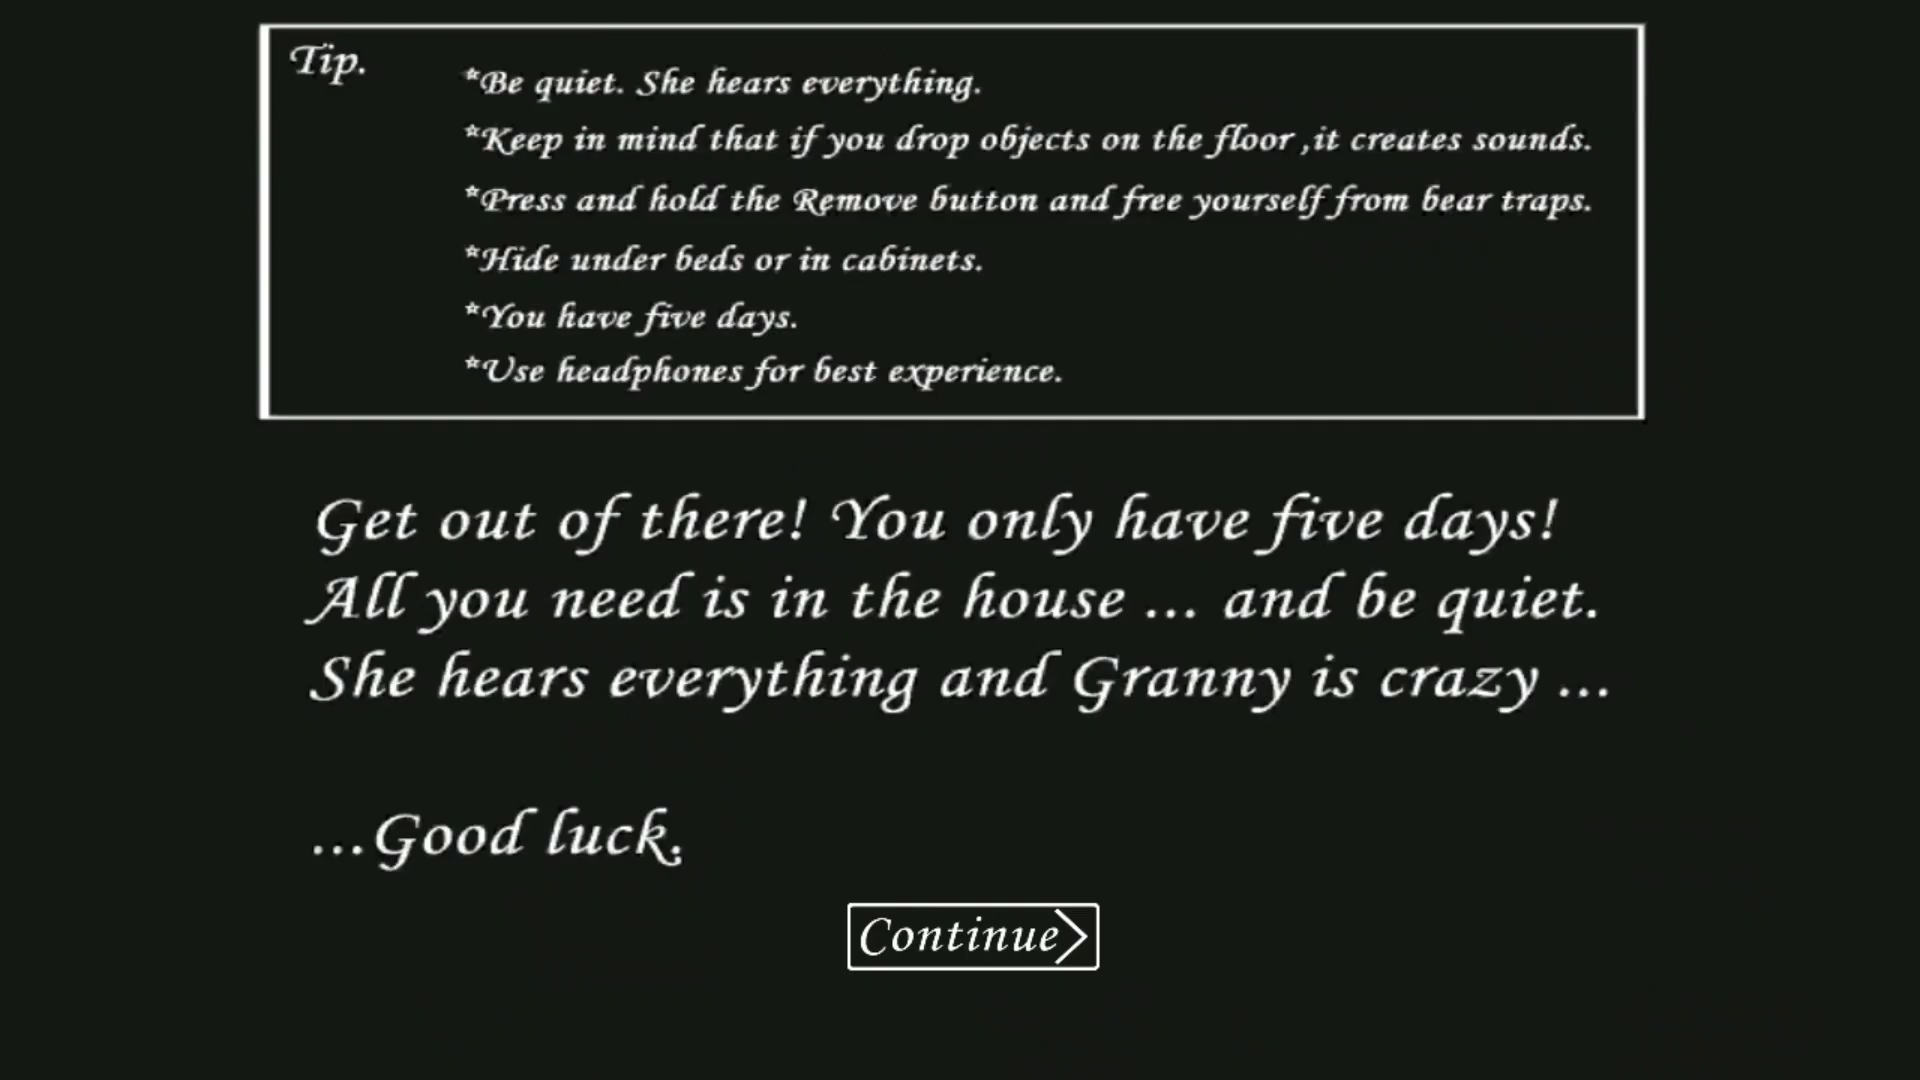 Tip.
*Be quiet. She hears everything.
*Keep in mind that if you drop objects on the floor ,it creates sounds.
*Press and hold the Remove button and free yourself from bear traps.
*Hide under beds or in cabinets.
*You have five days.
*Use headphones for best experience.
Get out of there! You only have five days!
All you need is in the house ... and be quiet.
She hears everything and Granny is crazy ...
...Good luck.
Continue>